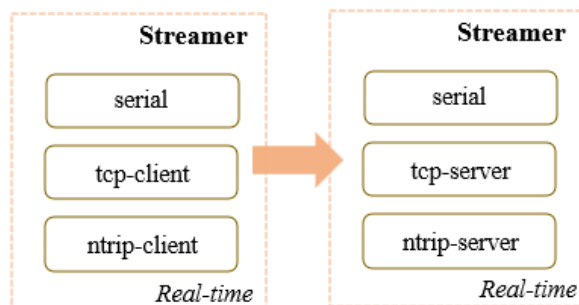 Streamer
serial
tcp-client
ntrip-client
Real-time
Streamer
serial
tcp-server
ntrip-server
Real-time